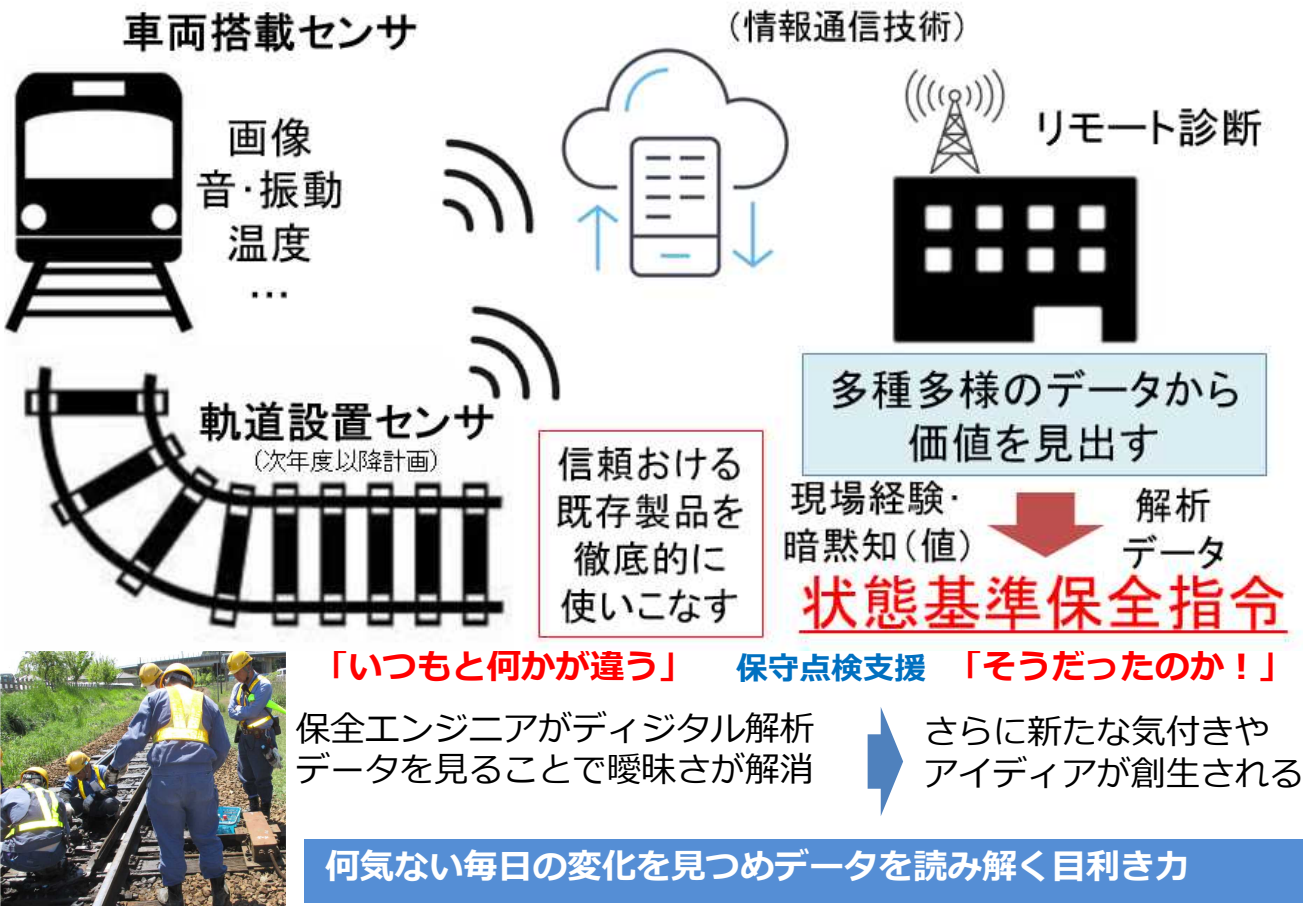 車両搭載センサ
(情報通信技術)
画像
音・振動
温度
…
リモート診断
軌道設置センサ
(次年度以降計画)
信頼おける
既存製品を
徹底的に
使いこなす
多種多様のデータから
価値を見出す
現場経験・
暗黙知(値)
解析
データ
状態基準保全指令
「いつもと何かが違う」
保守点検支援
「そうだったのか！」
保全エンジニアがディジタル解析
データを見ることで曖昧さが解消
さらに新たな気付きや
アイディアが創生される
何気ない毎日の変化を見つめデータを読み解く目利き力